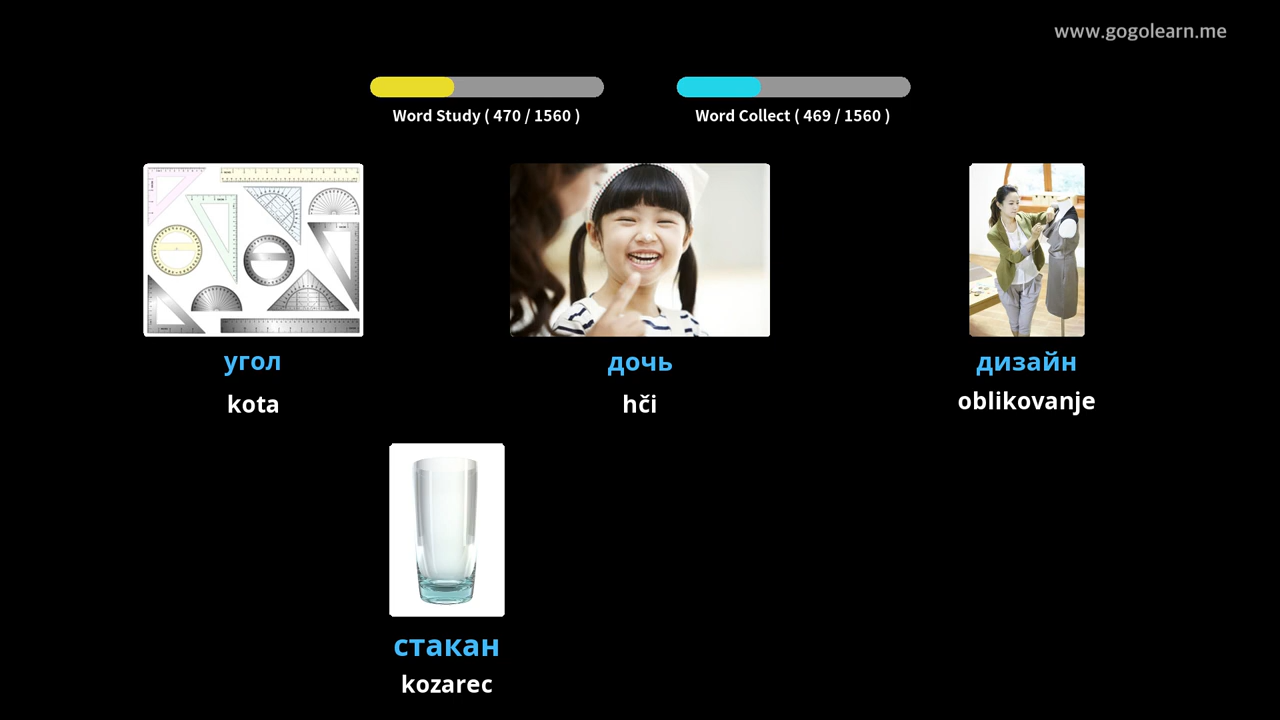 www.gogolearn.me
Word Study ( 470 / 1560 )
Word Collect ( 469 / 1560 )
угол
дочь
дизайн
kota
hči
oblikovanje
стакан
kozarec